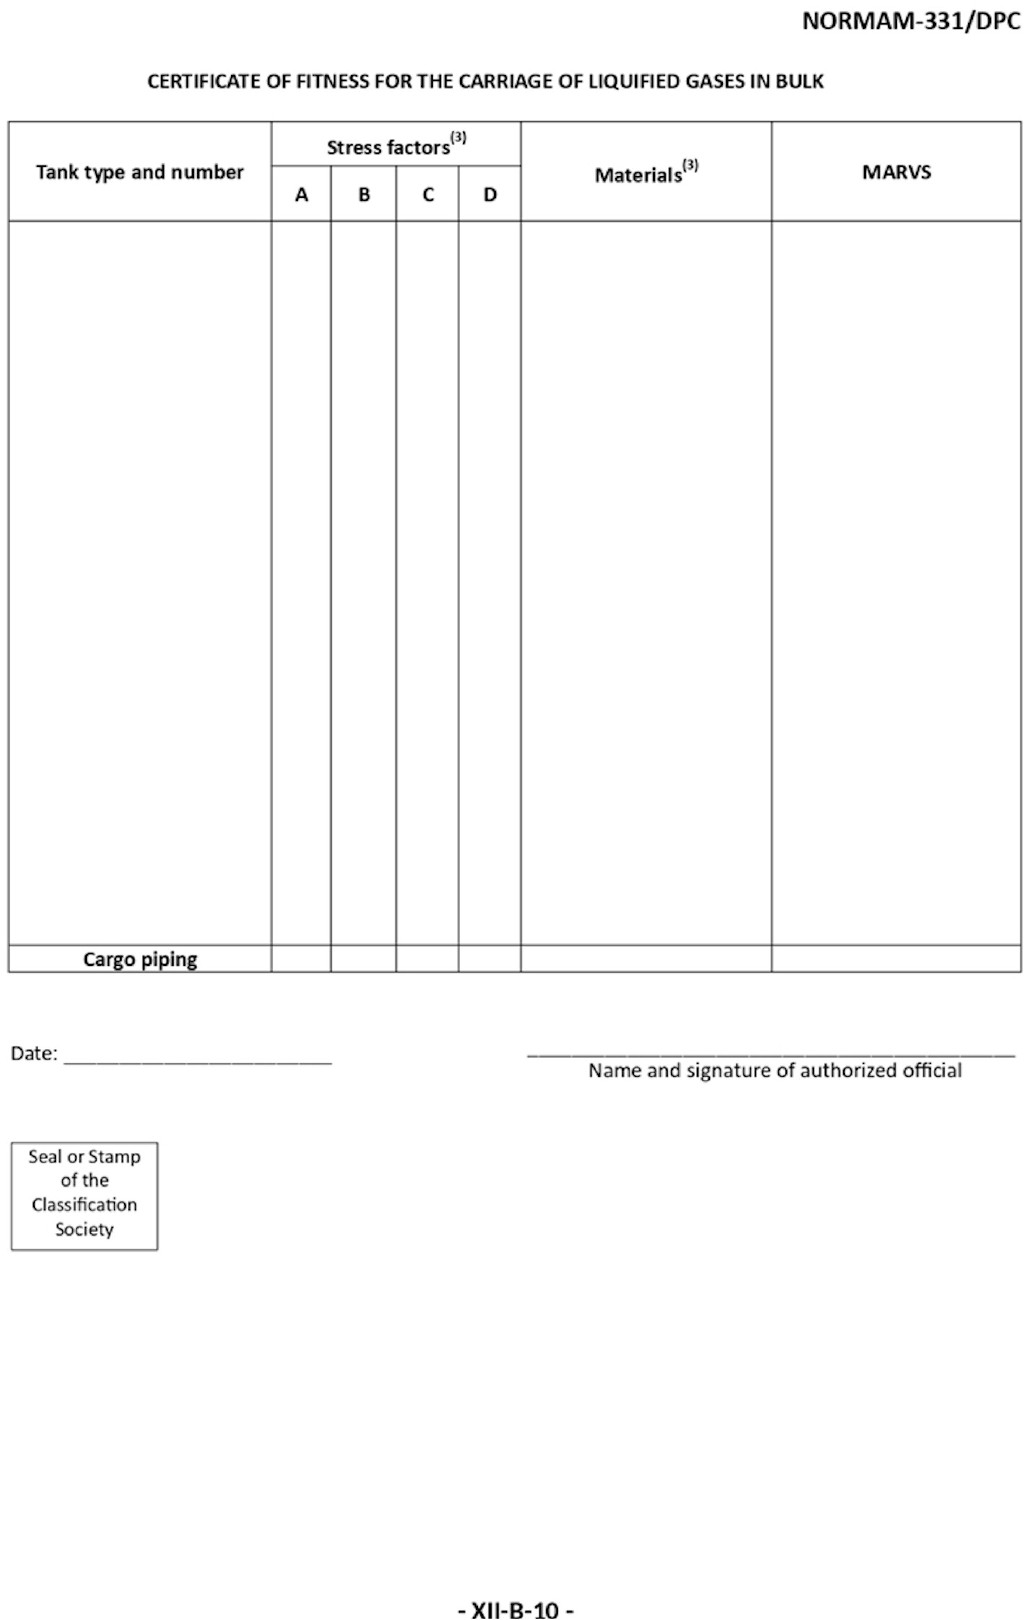 NORMAM-331/DPC
CERTIFICATE OF FITNESS FOR THE CARRIAGE OF LIQUIFIED GASES IN BULK
Tank type and number
Stress factors(3)
A B C D
Materials(3)
MARVS
Cargo piping
Date: ________________________
____________________________________________
Name and signature of authorized official
Seal or Stamp
of the
Classification
Society
- XII-B-10 -